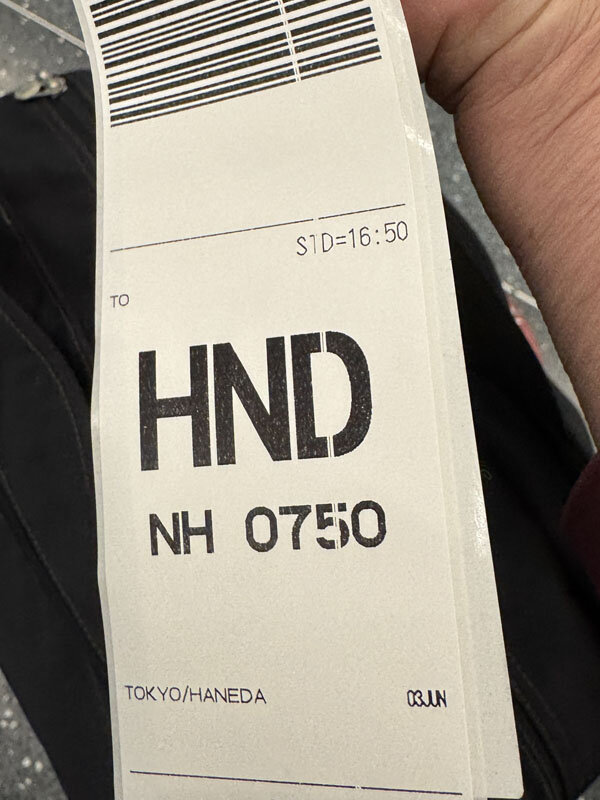 STD=16:50
TO
HND
NH 0750
TOKYO/HANEDA 03JUN